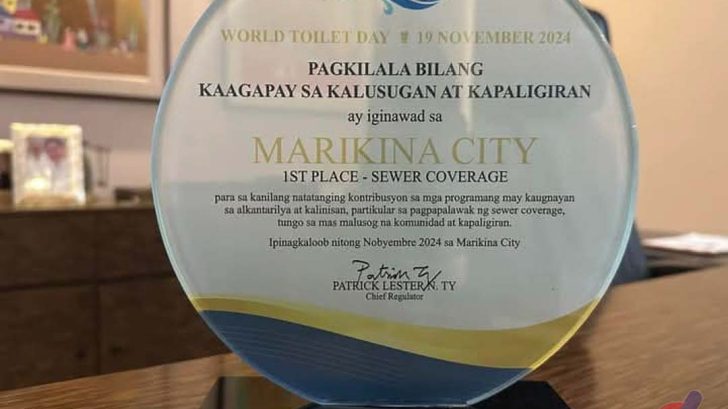 WORLD TOILET DAY 19 NOVEMBER 2024
PAGKILALA BILANG
KAAGAPAY SA KALUSUGAN AT KAPALIGIRAN
ay iginawad sa
MARIKINA CITY
1ST PLACE - SEWER COVERAGE
para sa kanilang natatanging kontribusyon sa mga programang may kaugnayan
sa alkantarilya at kalinisan, partikular sa pagpapalawak ng sewer coverage,
tungo sa mas malusog na komunidad at kapaligiran.
Ipinagkaloob nitong Nobyembre 2024 sa Marikina City
Patrick Ty
PATRICK LESTER N. TY
Chief Regulator